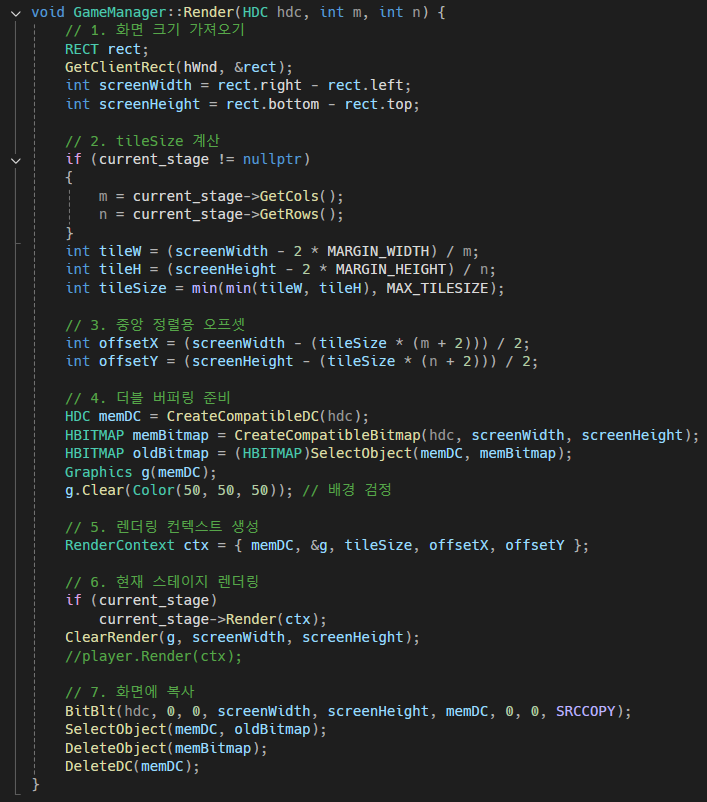 void GameManager::Render(HDC hdc, int m, int n) {
    // 1. 화면 크기 가져오기
    RECT rect;
    GetClientRect(hWnd, &rect);
    int screenWidth = rect.right - rect.left;
    int screenHeight = rect.bottom - rect.top;

    // 2. tileSize 계산
    if (current_stage != nullptr)
    {
        m = current_stage->GetCols();
        n = current_stage->GetRows();
    }
    int tileW = (screenWidth - 2 * MARGIN_WIDTH) / m;
    int tileH = (screenHeight - 2 * MARGIN_HEIGHT) / n;
    int tileSize = min(min(tileW, tileH), MAX_TILESIZE);

    // 3. 중앙 정렬용 오프셋
    int offsetX = (screenWidth - (tileSize * (m + 2))) / 2;
    int offsetY = (screenHeight - (tileSize * (n + 2))) / 2;

    // 4. 더블 버퍼링 준비
    HDC memDC = CreateCompatibleDC(hdc);
    HBITMAP memBitmap = CreateCompatibleBitmap(hdc, screenWidth, screenHeight);
    HBITMAP oldBitmap = (HBITMAP)SelectObject(memDC, memBitmap);
    Graphics g(memDC);
    g.Clear(Color(50, 50, 50)); // 배경 검정

    // 5. 렌더링 컨텍스트 생성
    RenderContext ctx = { memDC, &g, tileSize, offsetX, offsetY };

    // 6. 현재 스테이지 렌더링
    if (current_stage)
        current_stage->Render(ctx);
    ClearRender(g, screenWidth, screenHeight);
    //player.Render(ctx);

    // 7. 화면에 복사
    BitBlt(hdc, 0, 0, screenWidth, screenHeight, memDC, 0, 0, SRCCOPY);
    SelectObject(memDC, oldBitmap);
    DeleteObject(memBitmap);
    DeleteDC(memDC);
}